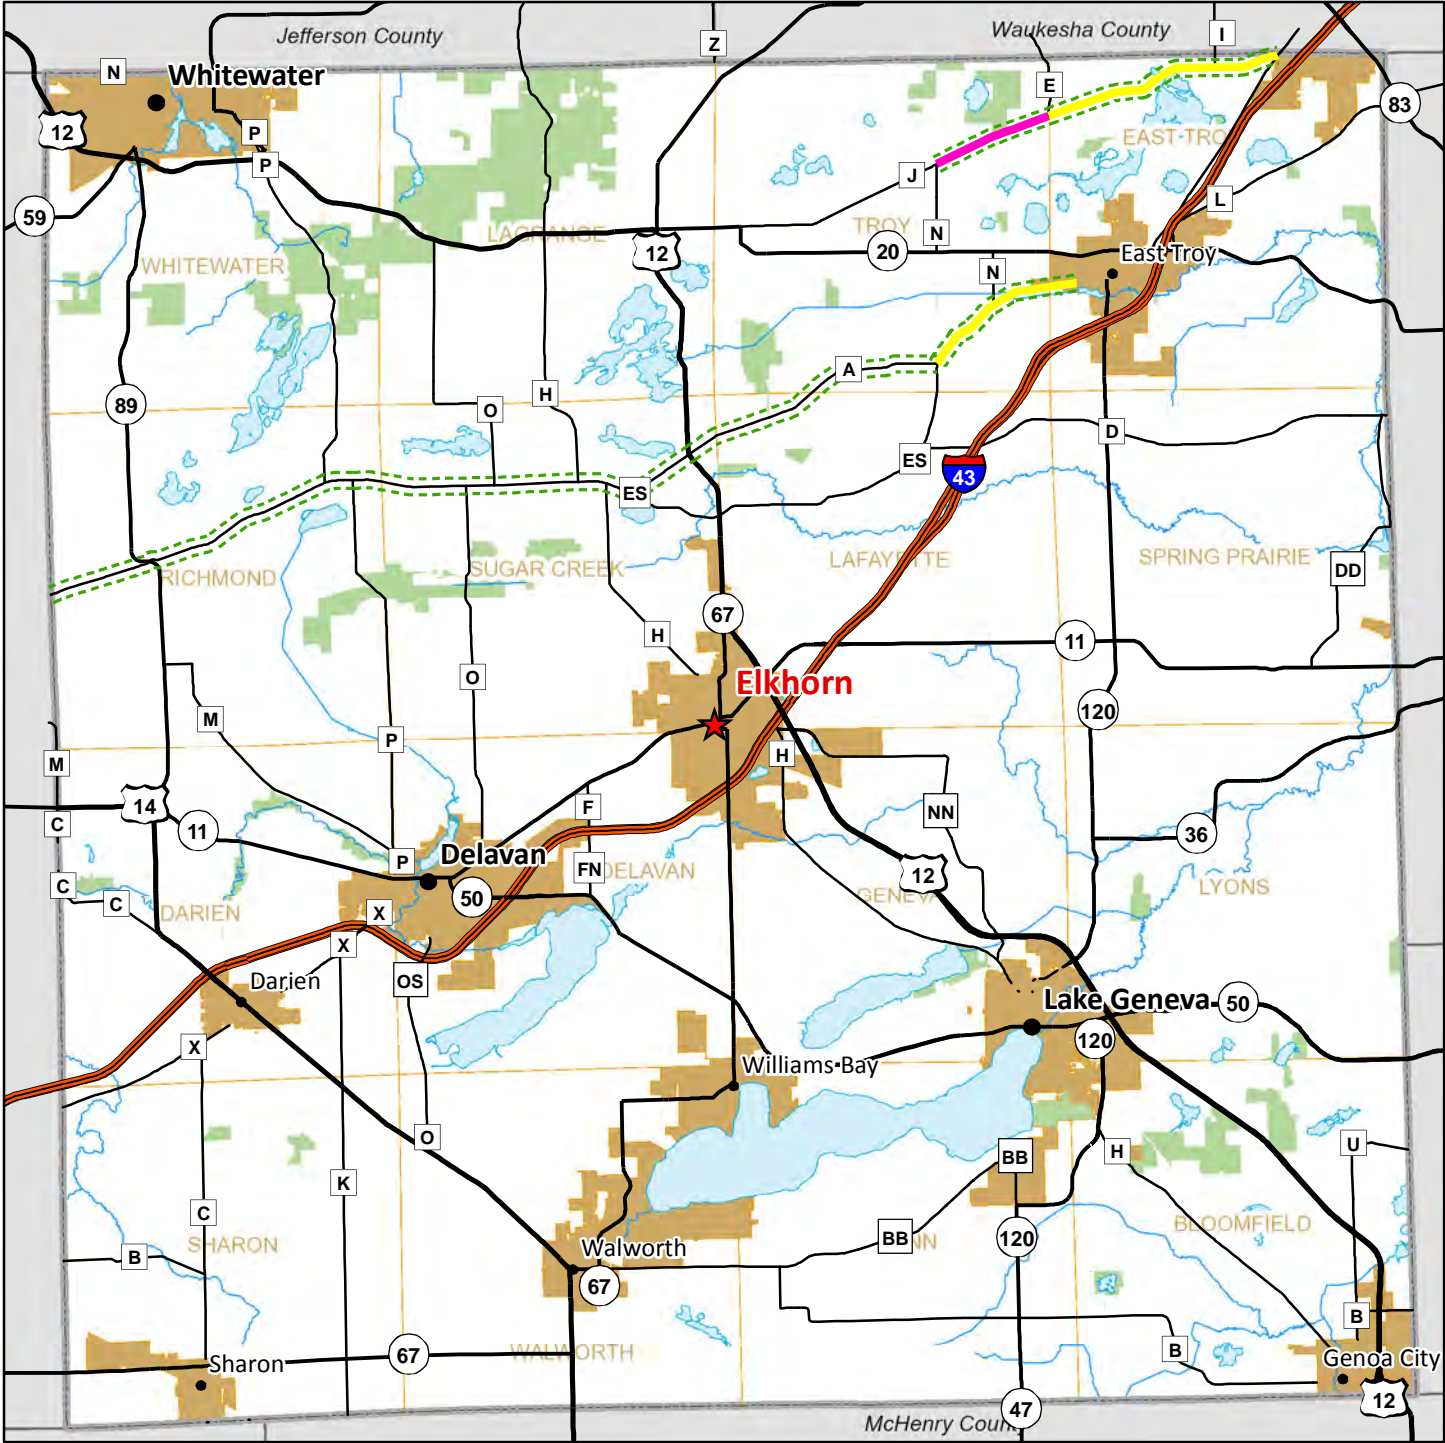 Jefferson County
Z
Waukesha County
I
N
Whitewater
E
83
12
P
P
EAST TRO
J
L
59
LAGRANGE
TROY
N
12
20
East Troy
WHITEWATER
N
A
89
H
O
D
ES
43
ES
RICHMOND
SUGAR CREEK
LAFAYETTE
SPRING PRAIRIE
DD
67
H
11
O
Elkhorn
M
120
P
H
M
14
F
NN
C
11
36
P
Delavan
FN
DELAVAN
12
C
50
GENEVA
LYONS
C
DARIEN
X
X
Darien
OS
Lake Geneva
50
X
120
Williams Bay
O
BB
H
U
K
C
BLOOMFIELD
SHARON
BB
NN
120
B
Walworth
67
B
WALWORTH
67
B
Sharon
Genoa City
12
47
McHenry Coun